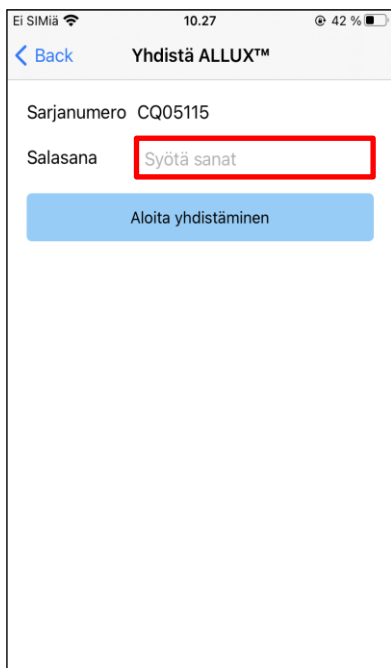 Ei SIMiä 10.27 42 %
Back Yhdistä ALLUX™
Sarjanumero CQ05115
Salasana Syötä sanat
Aloita yhdistäminen